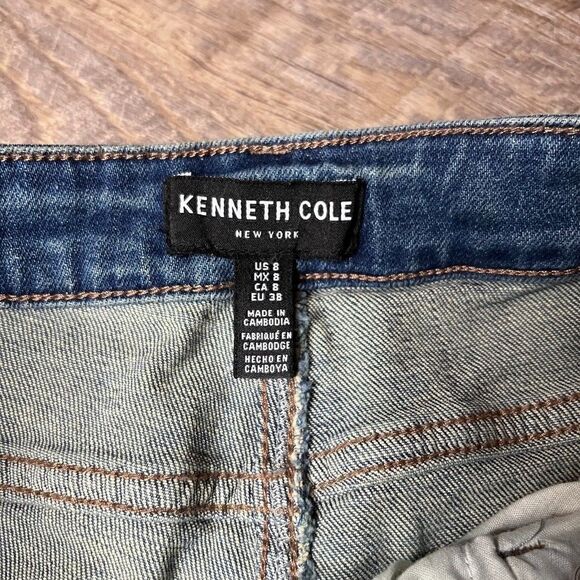 KENNETH COLE
NEW YORK
US 8
MX 8
CA 8
EU 38
MADE IN
CAMBODIA
FABRIQUÉ EN
CAMBODGE
HECHO EN
CAMBOYA